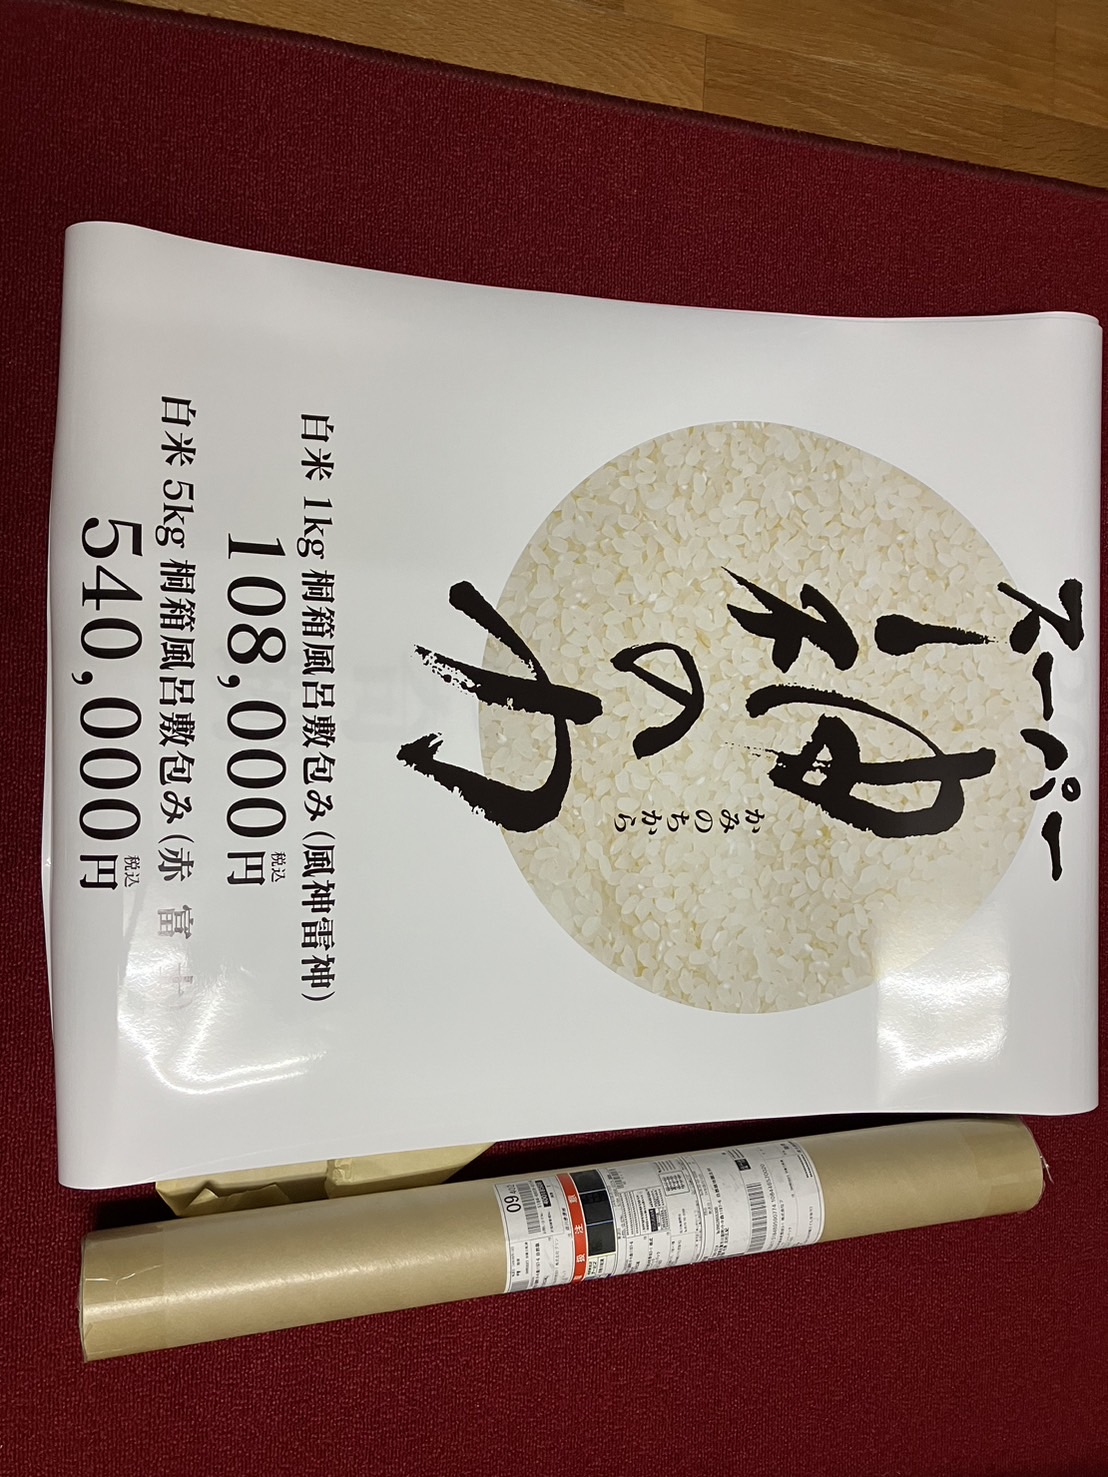 スーパー
神の力
かみのちから
白米 1kg 桐箱風呂敷包み (風神雷神)
108,000円 税込
白米 5kg 桐箱風呂敷包み (赤 富 士)
540,000円 税込